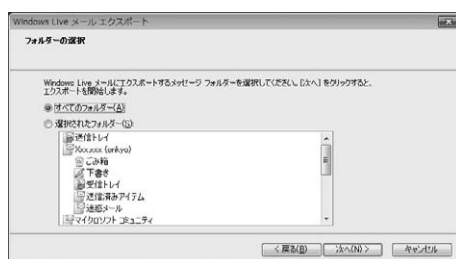 Windows Live メール エクスポート
フォルダーの選択
Windows Live メールにエクスポートするメッセージ フォルダーを選択してください。[次へ] をクリックすると、
エクスポートを開始します。
すべてのフォルダー(A)
選択されたフォルダー(S):
送信トレイ
Xxxxxxx (onkyo)
ごみ箱
下書き
受信トレイ
送信済みアイテム
迷惑メール
マイクロソフト コミュニティ
< 戻る(B)
次へ(N) >
キャンセル